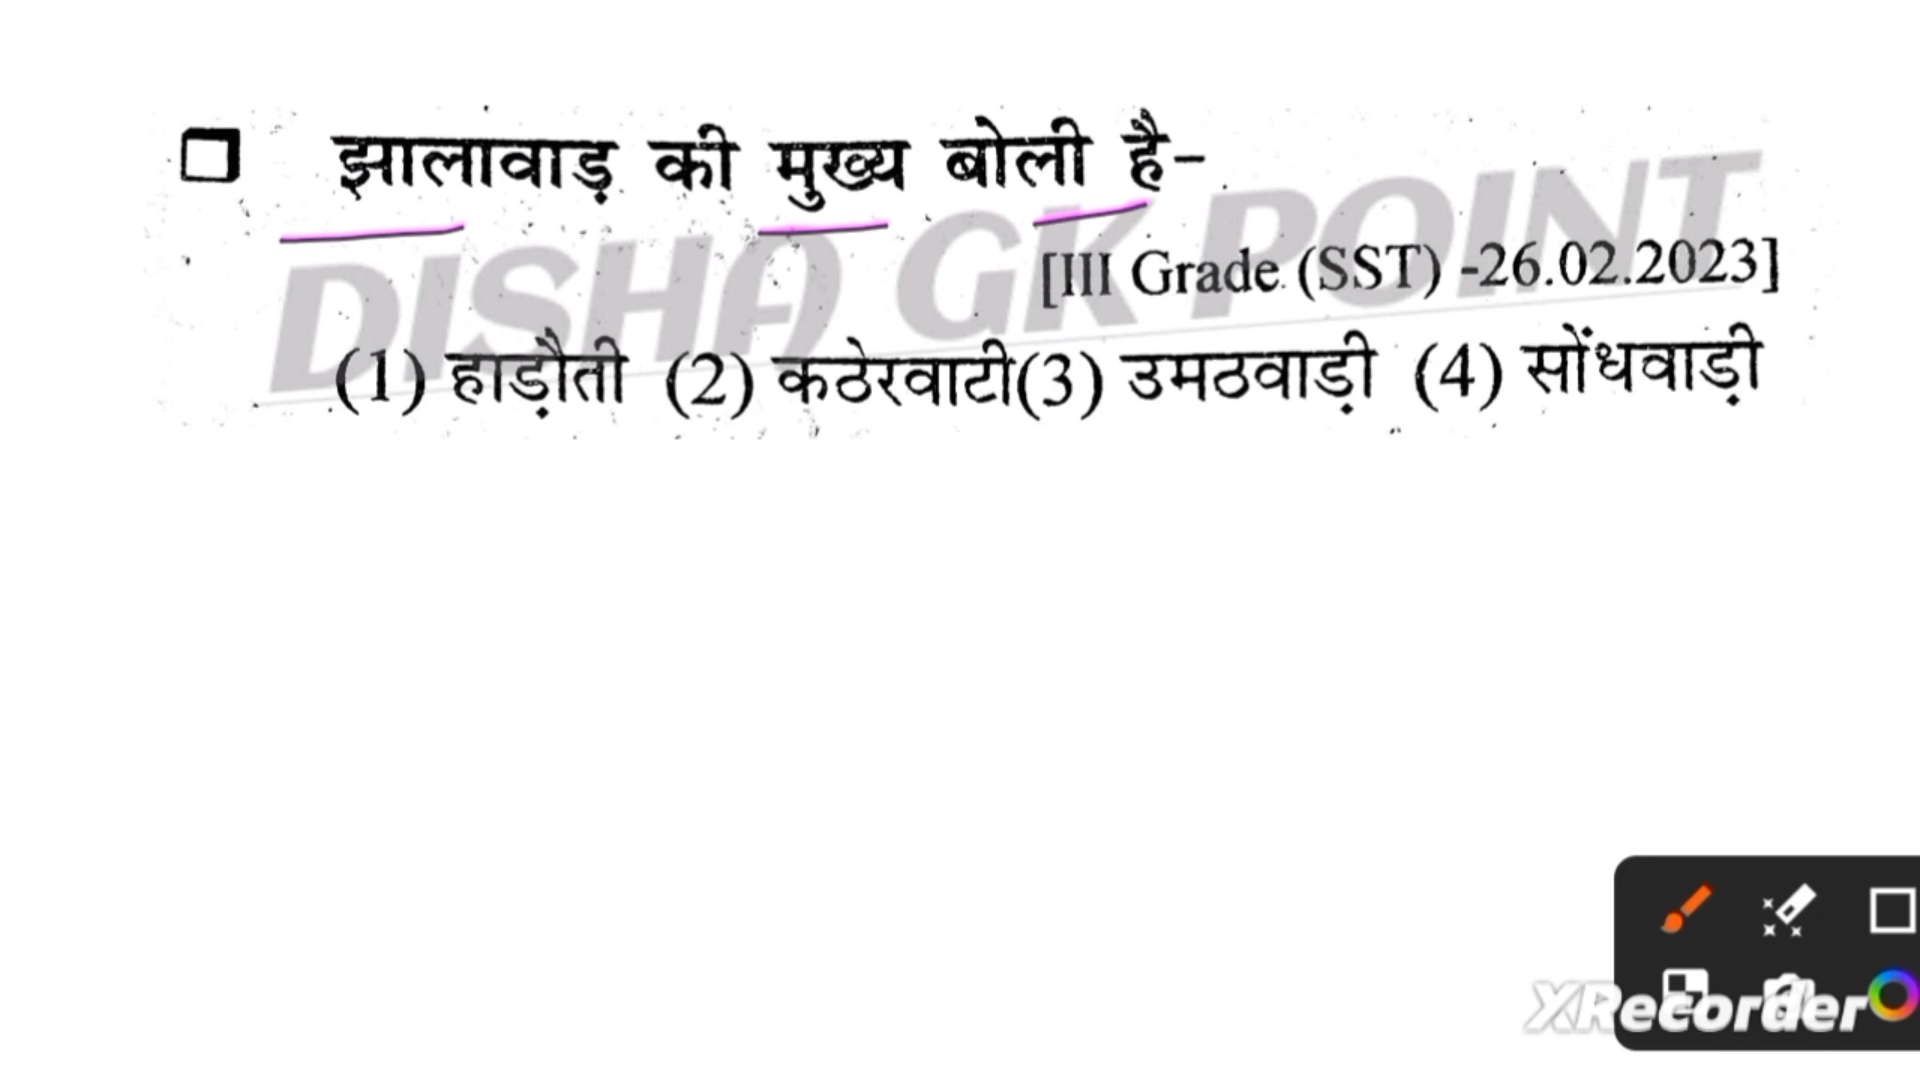 झालावाड़ की मुख्य बोली है-
DISHA GK POINT
[III Grade (SST) -26.02.2023]
(1) हाड़ौती (2) कठेरवाटी(3) उमठवाड़ी (4) सोंधवाड़ी
XRecorder